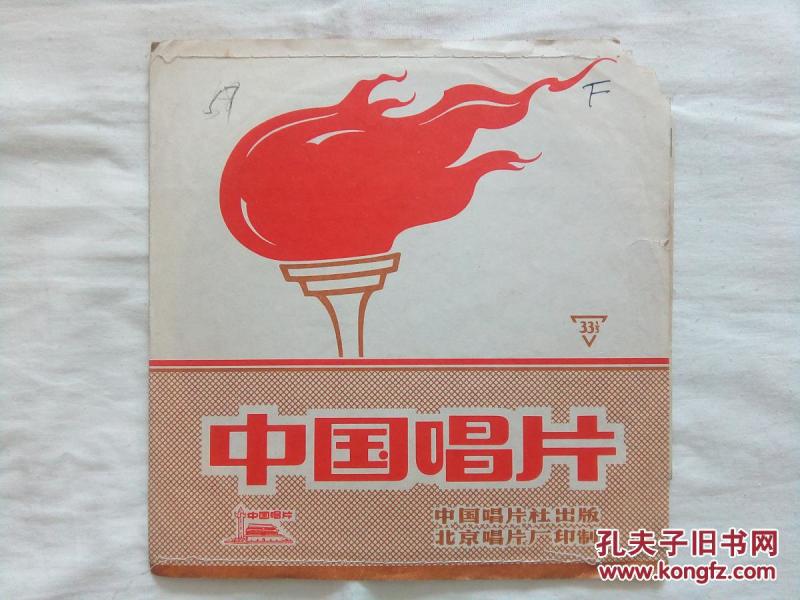 57
F
33⅓
中国唱片
中国唱片
中国唱片社出版
北京唱片厂印制
孔夫子旧书网
www.kongfz.com